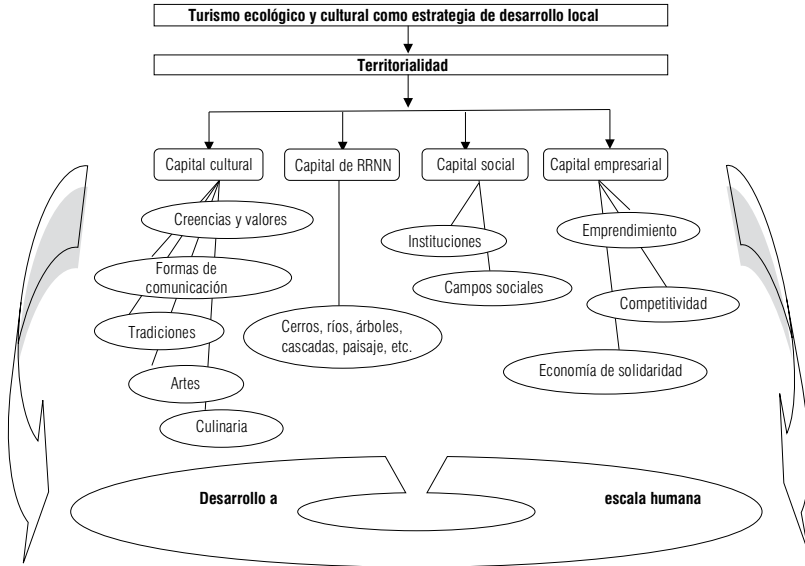 Turismo ecológico y cultural como estrategia de desarrollo local
Territorialidad
Capital cultural
Capital de RRNN
Capital social
Capital empresarial
Creencias y valores
Formas de
comunicación
Tradiciones
Artes
Culinaria
Cerros, ríos, árboles,
cascadas, paisaje, etc.
Instituciones
Campos sociales
Emprendimiento
Competitividad
Economía de solidaridad
Desarrollo a
escala humana